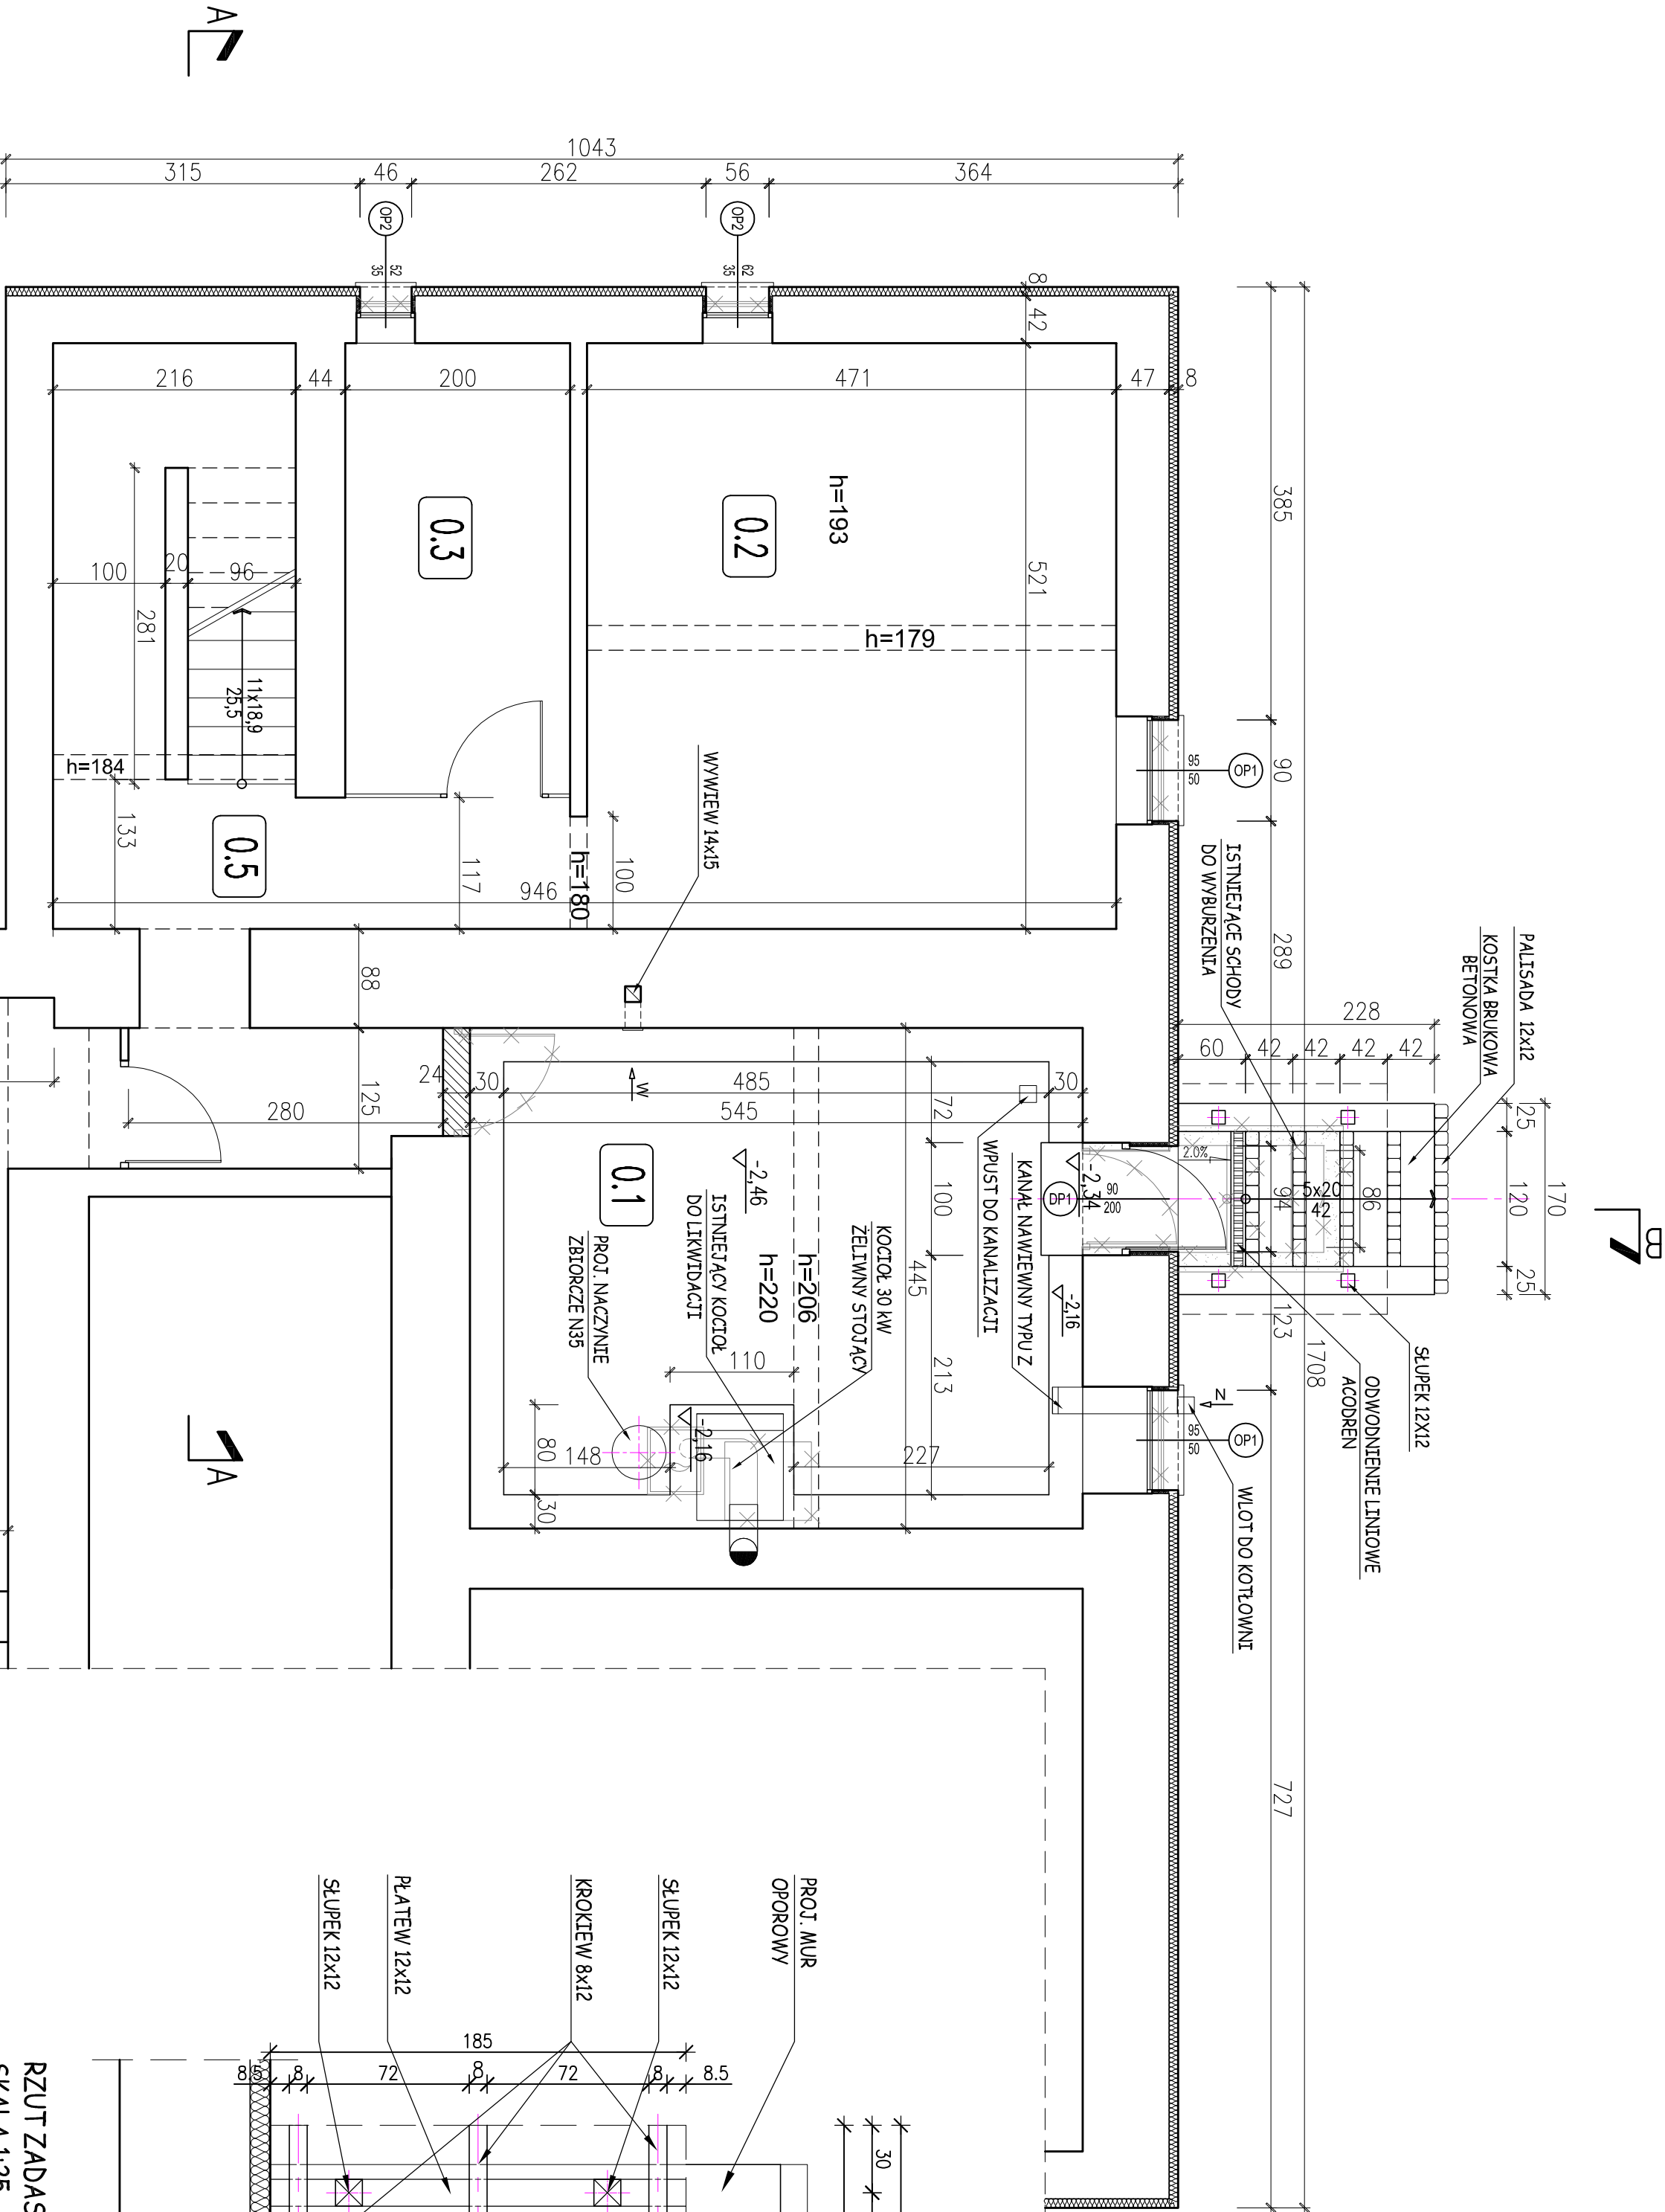 A
B
1043
315
46
262
56
364
OP2
52
35
OP2
62
35
8
42
216
44
200
471
47
8
385
90
289
123
727
1708
0.3
0.2
h=193
h=179
521
100
20
96
281
11x18,9
25,5
h=184
133
0.5
117
946
h=180
100
WYWIEW 14x15
95
50
OP1
ISTNIEJĄCE SCHODY
DO WYBURZENIA
PALISADA 12x12
KOSTKA BRUKOWA
BETONOWA
228
60
42
42
42
42
25
120
25
170
2.0%
94
86
5x20
42
88
125
280
24
30
485
30
545
W
72
100
213
445
0.1
-2,46
-2,34
DP1
90
200
-2,16
h=206
h=220
WPUST DO KANALIZACJI
KANAŁ NAWIEWNY TYPU Z
KOCIOŁ 30 KW
ŻELIWNY STOJĄCY
ISTNIEJĄCY KOCIOŁ
DO LIKWIDACJI
PROJ. NACZYNIE
ZBIORCZE N35
110
-2,16
80
148
227
30
N
95
50
OP1
SŁUPEK 12X12
ODWODNIENIE LINIOWE
ACODREN
WLOT DO KOTŁOWNI
A
PROJ. MUR
OPOROWY
SŁUPEK 12x12
KROKIEW 8x12
PŁATEW 12x12
SŁUPEK 12x12
185
8.5
8
72
8
72
8
8.5
30
RZUT ZADAS
SKALA 1:25